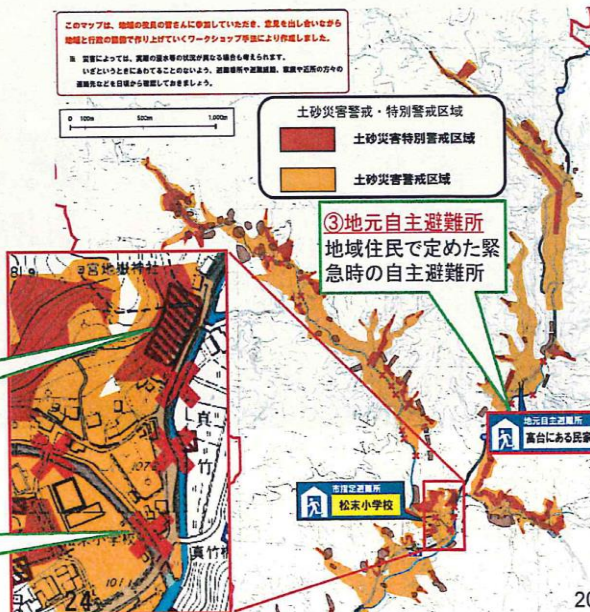 このマップは、地域の役員の皆さんに参加していただき、意見を出し合いながら
地域と行政の協働で作り上げていくワークショップ手法により作成しました。
※ 災害によっては、実際の浸水等の状況が異なる場合も考えられます。
いざというときにあわてることのないよう、避難場所や避難経路、家庭や近所の方々の
連絡先などを日頃から確認しておきましょう。
0 100m 500m 1,000m
土砂災害警戒・特別警戒区域
土砂災害特別警戒区域
土砂災害警戒区域
③地元自主避難所
地域住民で定めた緊
急時の自主避難所
宮地嶽神社
真
竹
真竹橋
小学校
地元自主避難所
高台にある民家
市指定避難所
松末小学校
24
20